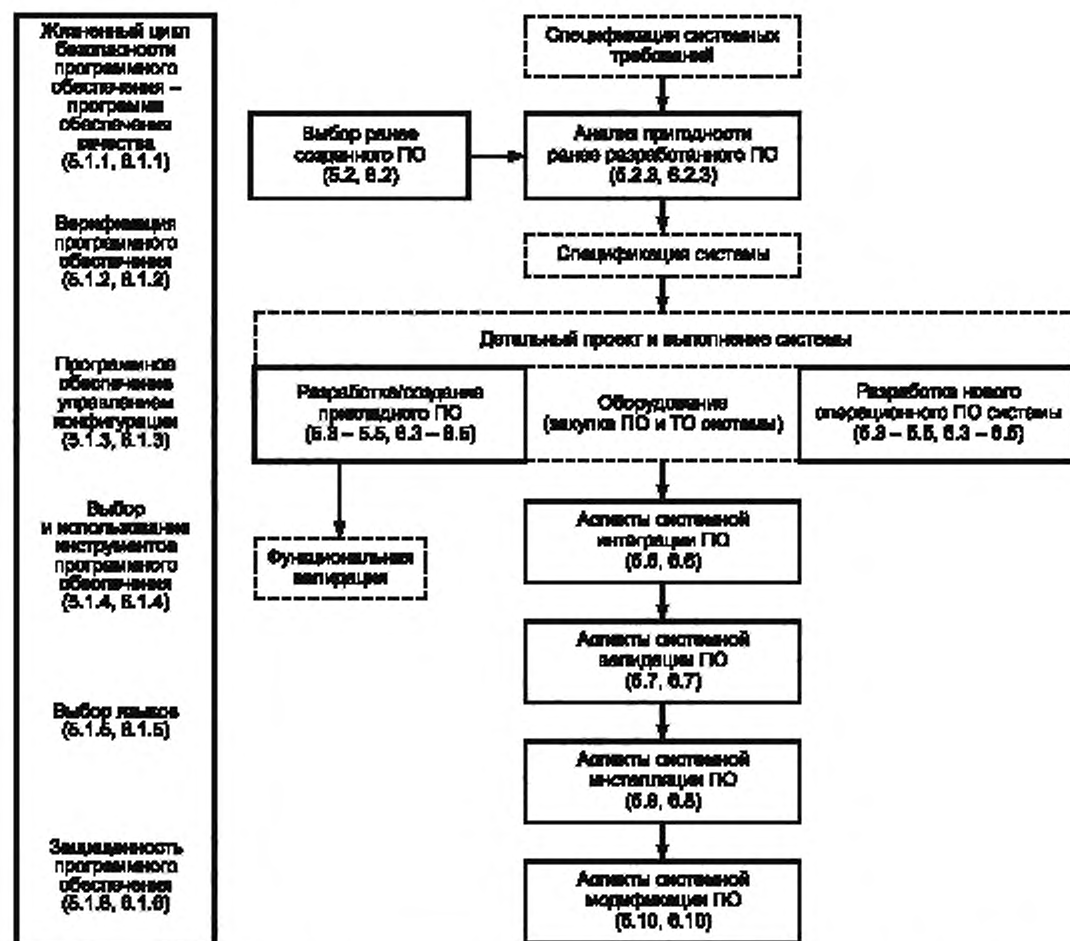 Жизненный цикл
безопасности
программного
обеспечения –
программа
обеспечения
качества
(5.1.1, 6.1.1)
Верификация
программного
обеспечения
(5.1.2, 6.1.2)
Программное
обеспечение
управлением
конфигурации
(5.1.3, 6.1.3)
Выбор
и использование
инструментов
программного
обеспечения
(5.1.4, 6.1.4)
Выбор языков
(5.1.5, 6.1.5)
Защищенность
программного
обеспечения
(5.1.6, 6.1.6)
Спецификация системных
требований
Выбор ранее
созданного ПО
(5.2, 6.2)
Анализ пригодности
ранее разработанного ПО
(5.2.3, 6.2.3)
Спецификация системы
Детальный проект и выполнение системы
Разработка/создание
прикладного ПО
(5.3 – 5.5, 6.3 – 6.5)
Оборудование
(закупка ПО и ТО системы)
Разработка нового
операционного ПО системы
(5.3 – 5.5, 6.3 – 6.5)
Функциональная
валидация
Аспекты системной
интеграции ПО
(5.6, 6.6)
Аспекты системной
валидации ПО
(5.7, 6.7)
Аспекты системной
инсталляции ПО
(5.8, 6.8)
Аспекты системной
модификации ПО
(5.10, 6.10)